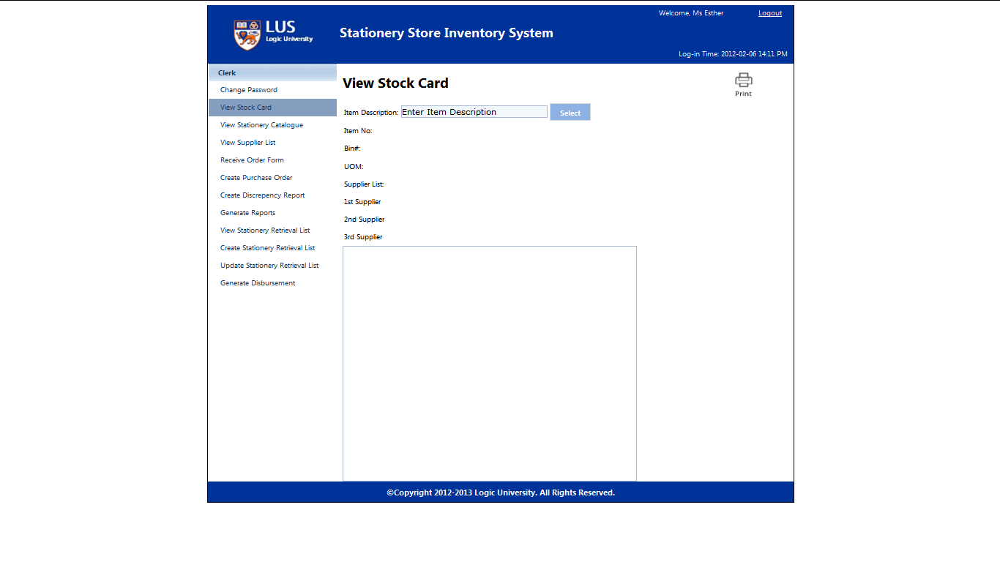 Welcome, Ms Esther Logout
LUS
Logic University
Stationery Store Inventory System
Log-in Time: 2012-02-06 14:11 PM
Clerk
Change Password
View Stock Card
View Stationery Catalogue
View Supplier List
Receive Order Form
Create Purchase Order
Create Discrepency Report
Generate Reports
View Stationery Retrieval List
Create Stationery Retrieval List
Update Stationery Retrieval List
Generate Disbursement
View Stock Card
Print
Item Description: Enter Item Description Select
Item No:
Bin#:
UOM:
Supplier List:
1st Supplier
2nd Supplier
3rd Supplier
©Copyright 2012-2013 Logic University. All Rights Reserved.